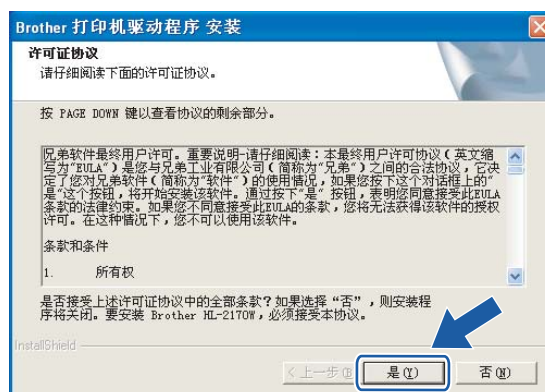 Brother 打印机驱动程序 安装
许可证协议
请仔细阅读下面的许可证协议。
按 PAGE DOWN 键以查看协议的剩余部分。
兄弟软件最终用户许可。重要说明-请仔细阅读：本最终用户许可协议（英文缩
写为"EULA"）是您与兄弟工业有限公司（简称为"兄弟"）之间的合法协议，它决
定了您对兄弟软件（简称为"软件"）的使用情况，如果您按下这个对话框上的"
是"这个按钮，将开始安装该软件。通过按下"是" 按钮，表明您同意接受此EULA
条款的法律约束。如果您不同意接受此EULA的条款，您将无法获得该软件的授权
许可。在这种情况下，您不可以使用该软件。
条款和条件
1. 所有权
是否接受上述许可证协议中的全部条款？如果选择 “否”，则安装程
序将关闭。要安装 Brother HL-2170W，必须接受本协议。
InstallShield
< 上一步(B) 是(Y) 否(N)